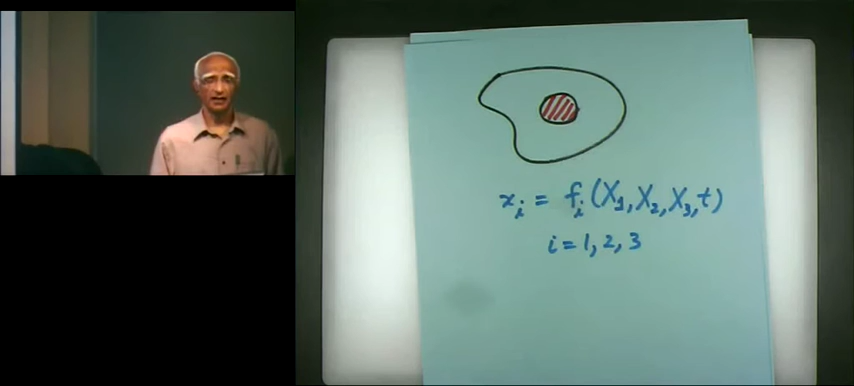 xᵢ = fᵢ(X₁, X₂, X₃, t)
i = 1, 2, 3